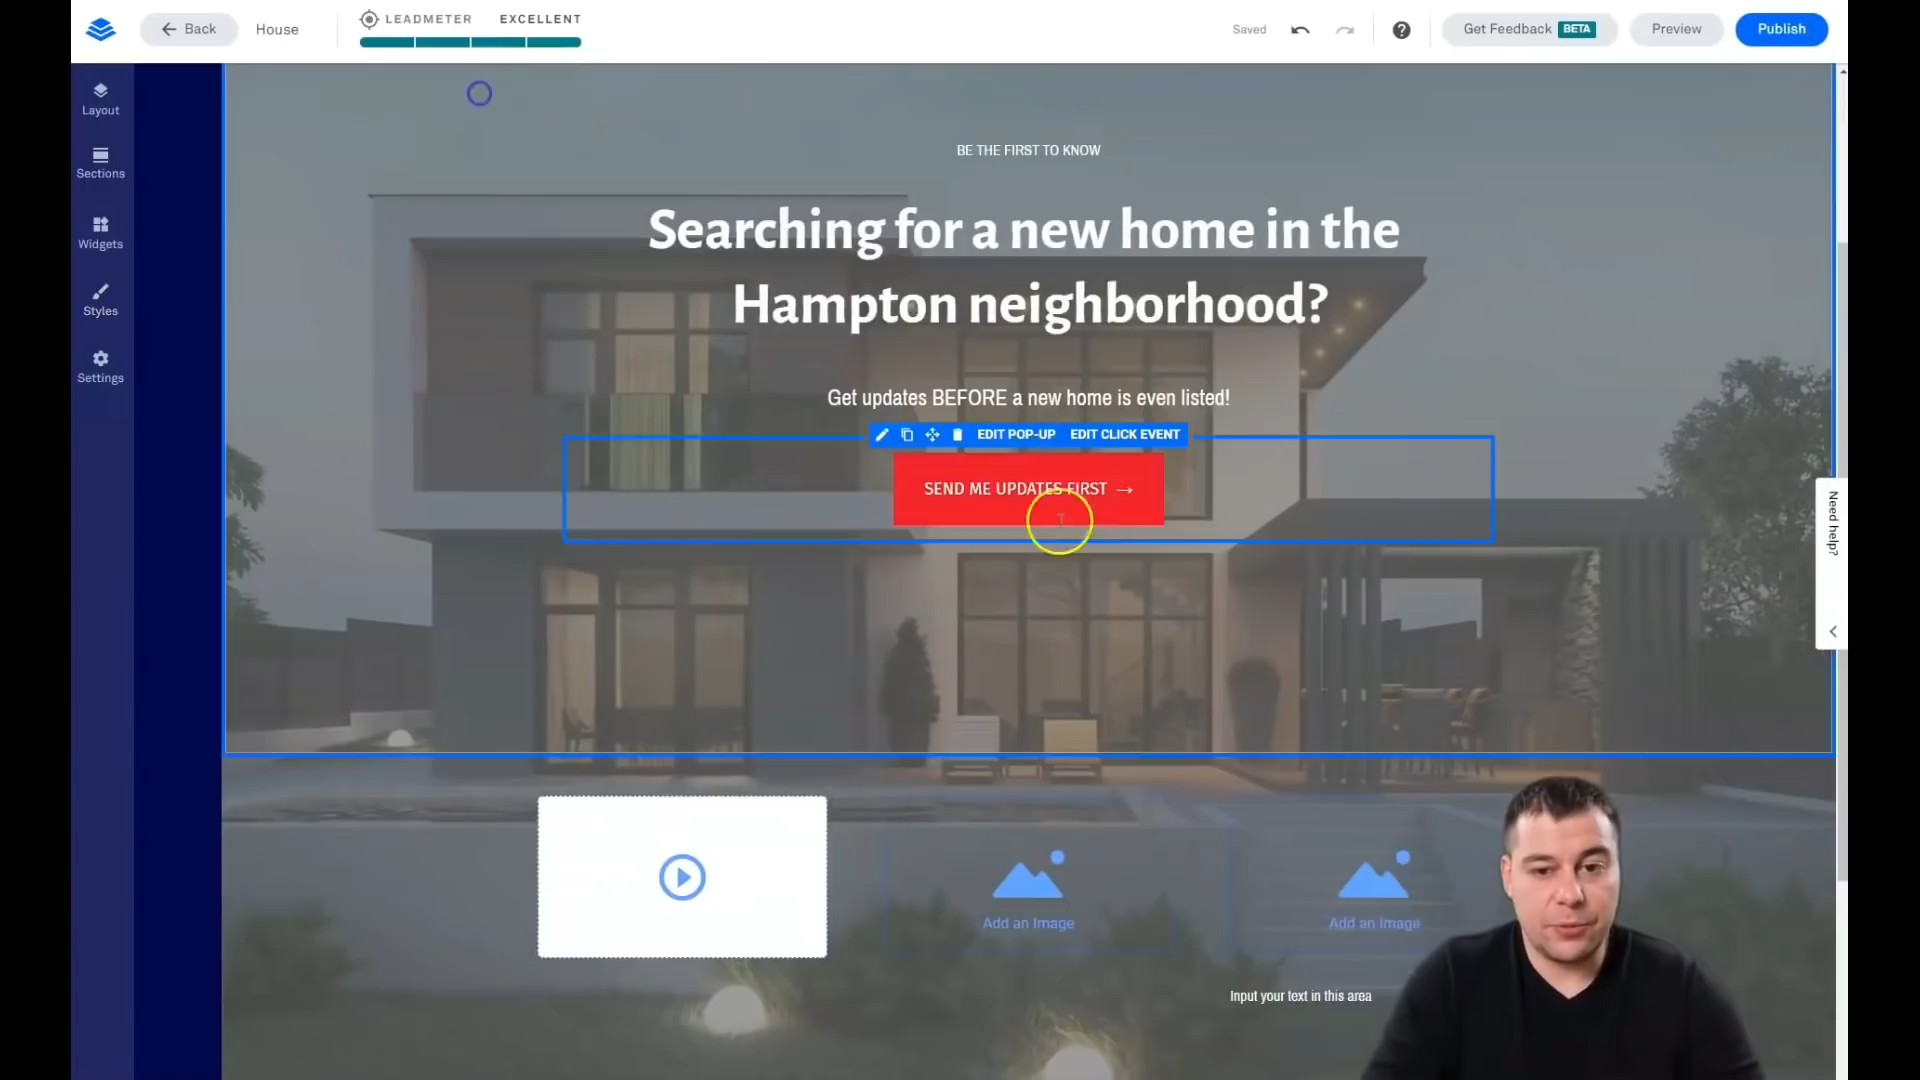 Back
House
LEADMETER EXCELLENT
Saved
Get Feedback BETA
Preview
Publish
Layout
Sections
Widgets
Styles
Settings
BE THE FIRST TO KNOW
Searching for a new home in the
Hampton neighborhood?
Get updates BEFORE a new home is even listed!
EDIT POP-UP EDIT CLICK EVENT
SEND ME UPDATES FIRST →
Need help?
Add an Image
Add an Image
Input your text in this area